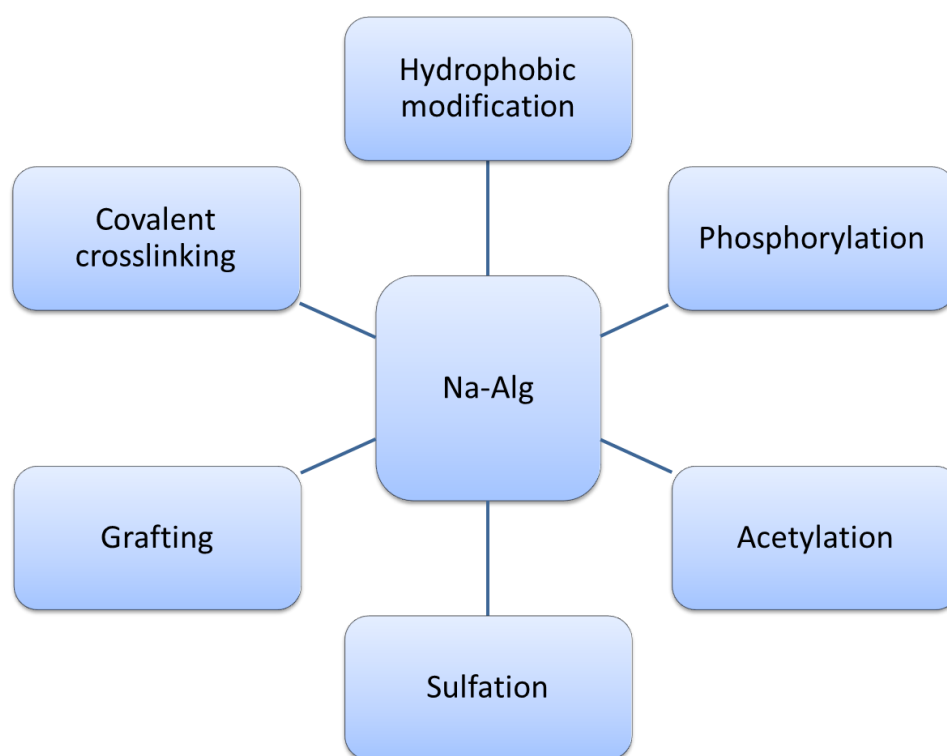 Hydrophobic
modification
Covalent
crosslinking
Phosphorylation
Na-Alg
Grafting
Acetylation
Sulfation